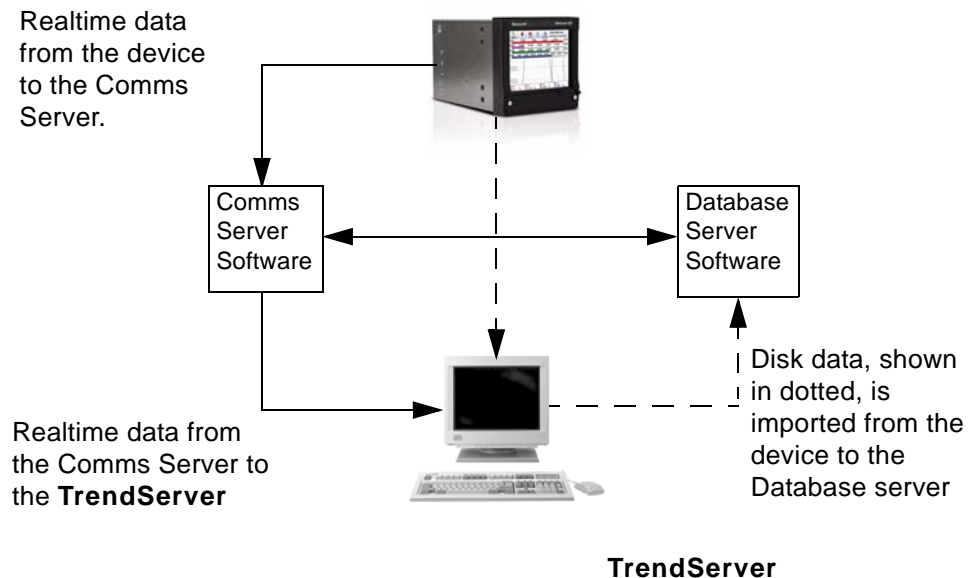 Realtime data
from the device
to the Comms
Server.
Comms
Server
Software
Database
Server
Software
Disk data, shown
in dotted, is
imported from the
device to the
Database server
Realtime data from
the Comms Server to
the TrendServer
TrendServer